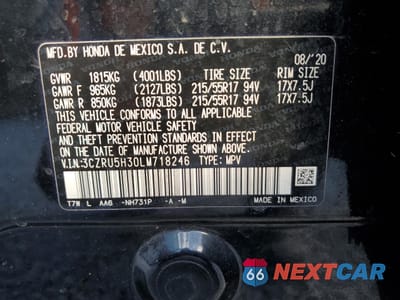 MFD.BY HONDA DE MEXICO S.A. DE C.V. 08/'20
GVWR 1815KG (4001LBS) TIRE SIZE RIM SIZE
GAWR F 965KG (2127LBS) 215/55R17 94V 17X7.5J
GAWR R 850KG (1873LBS) 215/55R17 94V 17X7.5J
THIS VEHICLE CONFORMS TO ALL APPLICABLE
FEDERAL MOTOR VEHICLE SAFETY AND
THEFT PREVENTION STANDARDS IN EFFECT ON
THE DATE OF MANUFACTURE SHOWN ABOVE.
V.I.N:3CZRU5H30LM718246 TYPE: MPV
T7W L AA6 -NH731P -A -M MADE IN MEXICO
66 NEXTCAR